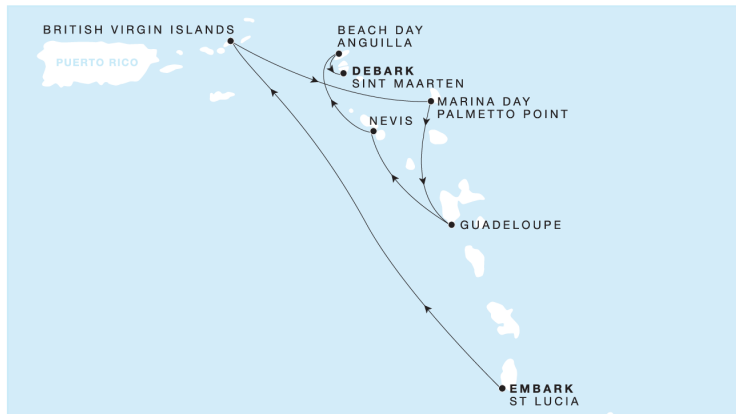 BRITISH VIRGIN ISLANDS
BEACH DAY
ANGUILLA
PUERTO RICO
DEBARK
SINT MAARTEN
MARINA DAY
PALMETTO POINT
NEVIS
GUADELOUPE
EMBARK
ST LUCIA